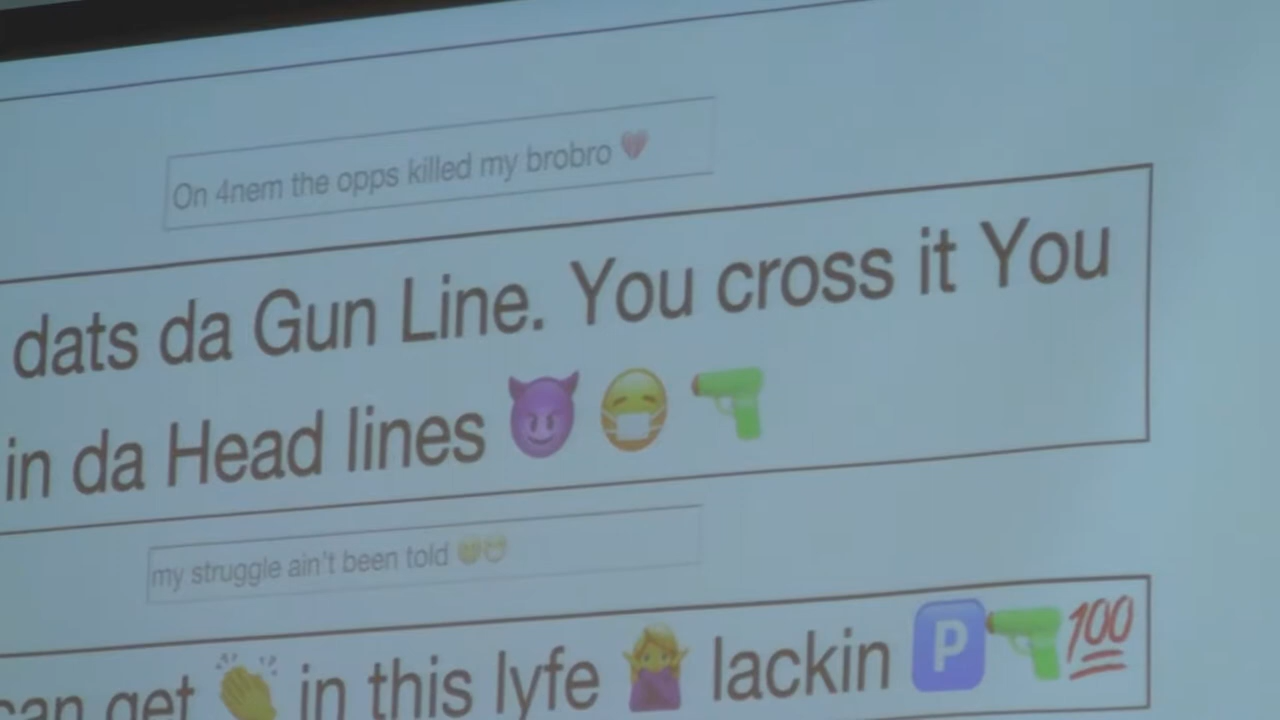 On 4nem the opps killed my brobro 💔
dats da Gun Line. You cross it You
in da Head lines 😈 😷 🔫
my struggle ain't been told
can get 👏 in this lyfe 🙅‍♀️ lackin 🅿️🔫💯